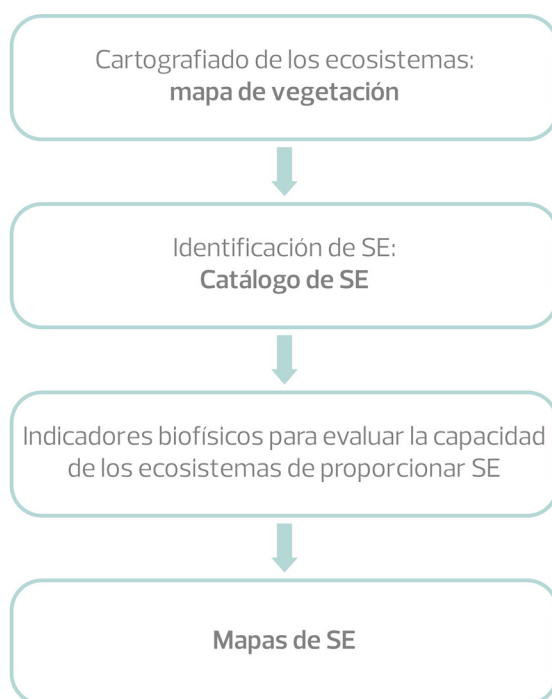 Cartografiado de los ecosistemas:
mapa de vegetación
Identificación de SE:
Catálogo de SE
Indicadores biofísicos para evaluar la capacidad
de los ecosistemas de proporcionar SE
Mapas de SE